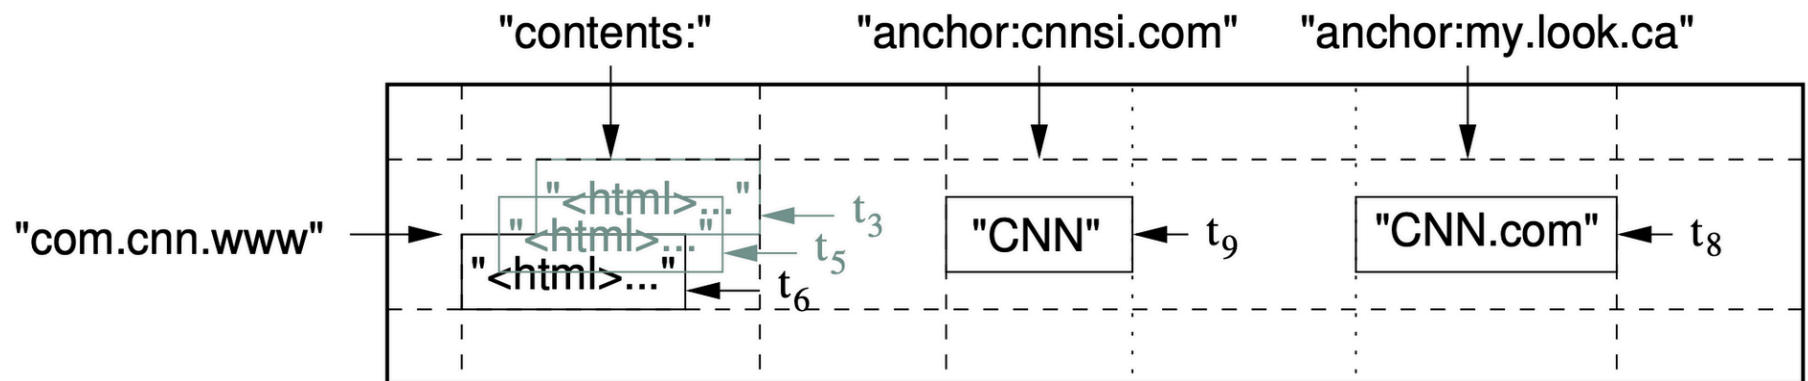 "contents:" "anchor:cnnsi.com" "anchor:my.look.ca"
"<html>..." t3
"com.cnn.www" "<html>..." t5 "CNN" t9 "CNN.com" t8
"<html>..." t6